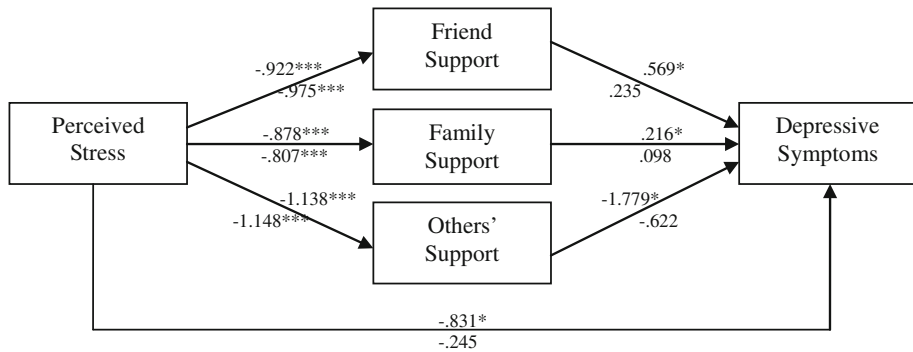 Friend
Support
-.922***
-.975***
.569*
.235
Perceived
Stress
-.878***
-.807***
Family
Support
.216*
.098
Depressive
Symptoms
-1.138***
-1.148***
Others’
Support
-1.779*
-.622
-.831*
-.245